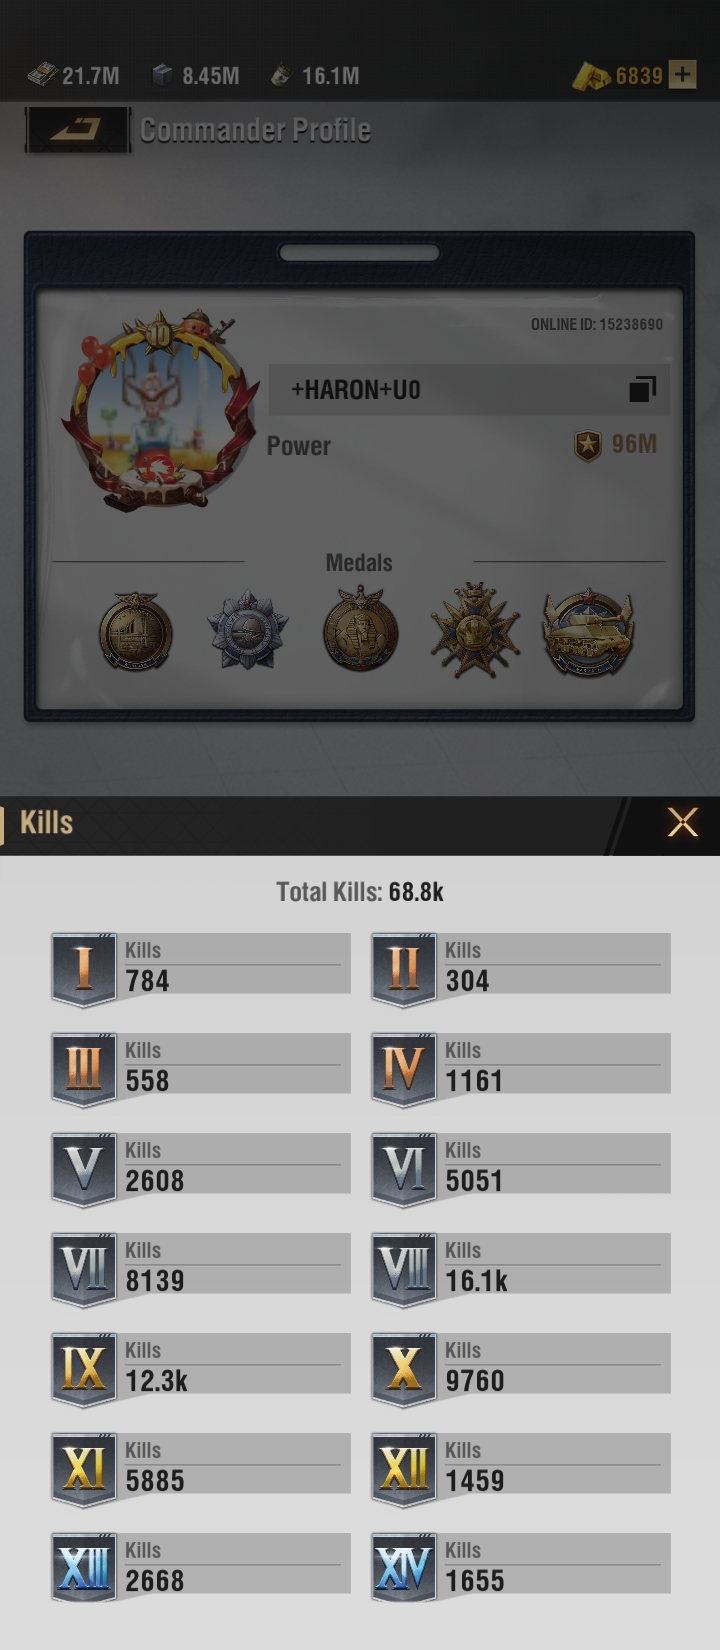 21.7M 8.45M 16.1M 6839 +
Commander Profile
10
ONLINE ID: 15238690
+HARON+U0
Power 96M
Medals
Kills
Total Kills: 68.8k
I Kills 784
II Kills 304
III Kills 558
IV Kills 1161
V Kills 2608
VI Kills 5051
VII Kills 8139
VIII Kills 16.1k
IX Kills 12.3k
X Kills 9760
XI Kills 5885
XII Kills 1459
XIII Kills 2668
XIV Kills 1655